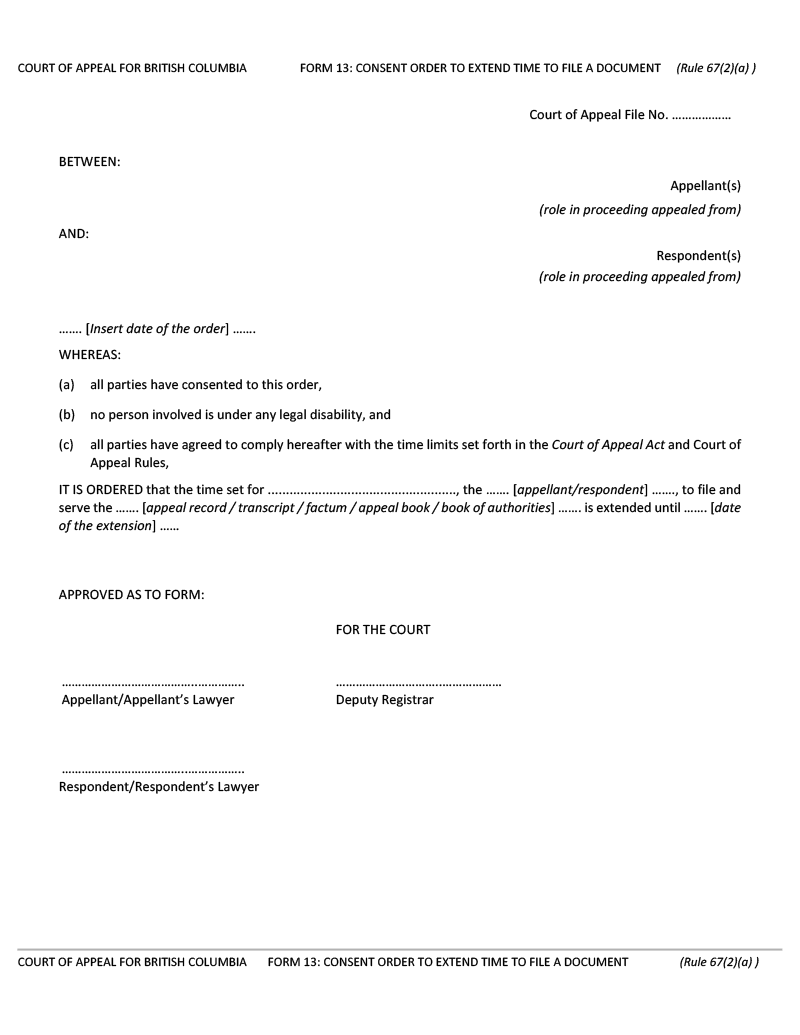 COURT OF APPEAL FOR BRITISH COLUMBIA FORM 13: CONSENT ORDER TO EXTEND TIME TO FILE A DOCUMENT (Rule 67(2)(a) )
Court of Appeal File No. ………………
BETWEEN:
Appellant(s)
(role in proceeding appealed from)
AND:
Respondent(s)
(role in proceeding appealed from)
……. [Insert date of the order] …….
WHEREAS:
(a) all parties have consented to this order,
(b) no person involved is under any legal disability, and
(c) all parties have agreed to comply hereafter with the time limits set forth in the Court of Appeal Act and Court of
Appeal Rules,
IT IS ORDERED that the time set for ..................................................., the ……. [appellant/respondent] ……., to file and
serve the ……. [appeal record / transcript / factum / appeal book / book of authorities] ……. is extended until ……. [date
of the extension] ……
APPROVED AS TO FORM:
FOR THE COURT
…………………………………..………….. …………………………..………………
Appellant/Appellant’s Lawyer Deputy Registrar
………………………………..……………..
Respondent/Respondent’s Lawyer
COURT OF APPEAL FOR BRITISH COLUMBIA FORM 13: CONSENT ORDER TO EXTEND TIME TO FILE A DOCUMENT (Rule 67(2)(a) )